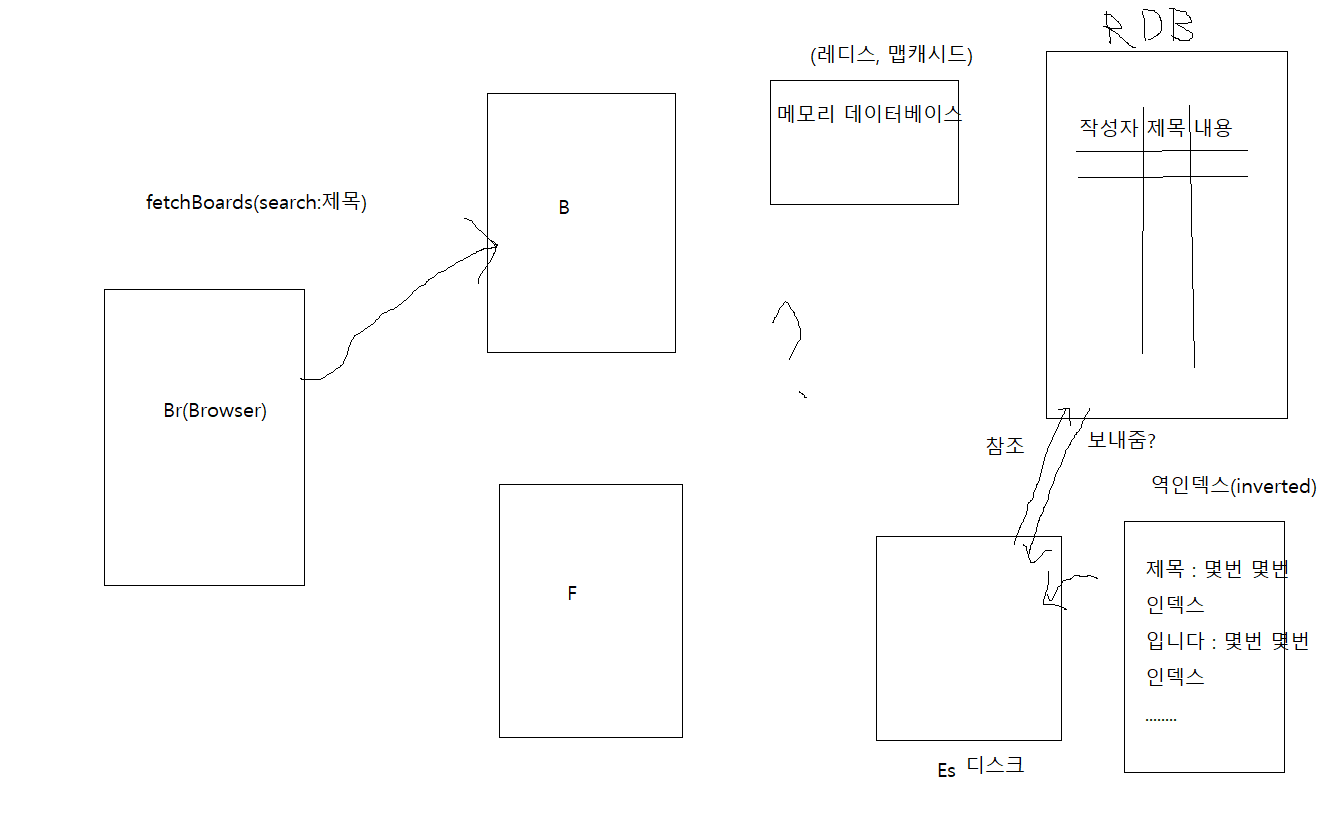 RDB
(레디스, 맵캐시드)
메모리 데이터베이스
작성자 제목 내용
fetchBoards(search:제목)
B
Br(Browser)
참조
보내줌?
역인덱스(inverted)
F
제목 : 몇번 몇번
인덱스
입니다 : 몇번 몇번
인덱스
........
Es 디스크